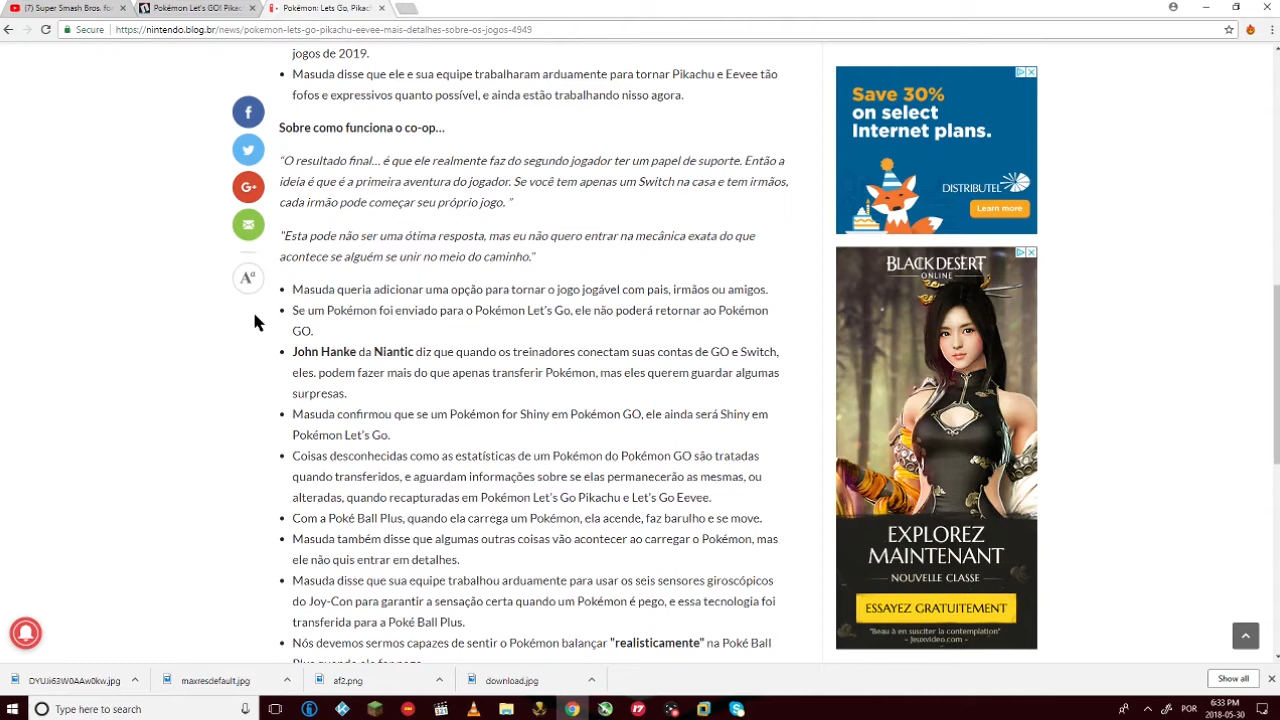 (7) Super Smash Bros. for
Pokémon Let's GO! Pika
Pokémon: Lets Go, Pikac
Secure
https://nintendo.blog.br/news/pokemon-lets-go-pikachu-eevee-mais-detalhes-sobre-os-jogos-4949
jogos de 2019.
Masuda disse que ele e sua equipe trabalharam arduamente para tornar Pikachu e Eevee tão
fofos e expressivos quanto possível, e ainda estão trabalhando nisso agora.
Sobre como funciona o co-op...
"O resultado final... é que ele realmente faz do segundo jogador ter um papel de suporte. Então a
ideia é que é a primeira aventura do jogador. Se você tem apenas um Switch na casa e tem irmãos,
cada irmão pode começar seu próprio jogo. "
"Esta pode não ser uma ótima resposta, mas eu não quero entrar na mecânica exata do que
acontece se alguém se unir no meio do caminho."
Masuda queria adicionar uma opção para tornar o jogo jogável com pais, irmãos ou amigos.
Se um Pokémon foi enviado para o Pokémon Let's Go, ele não poderá retornar ao Pokémon
GO.
John Hanke da Niantic diz que quando os treinadores conectam suas contas de GO e Switch,
eles. podem fazer mais do que apenas transferir Pokémon, mas eles querem guardar algumas
surpresas.
Masuda confirmou que se um Pokémon for Shiny em Pokémon GO, ele ainda será Shiny em
Pokémon Let's Go.
Coisas desconhecidas como as estatísticas de um Pokémon do Pokémon GO são tratadas
quando transferidos, e aguardam informações sobre se elas permanecerão as mesmas, ou
alteradas, quando recapturadas em Pokémon Let's Go Pikachu e Let's Go Eevee.
Com a Poké Ball Plus, quando ela carrega um Pokémon, ela acende, faz barulho e se move.
Masuda também disse que algumas outras coisas vão acontecer ao carregar o Pokémon, mas
ele não quis entrar em detalhes.
Masuda disse que sua equipe trabalhou arduamente para usar os seis sensores giroscópicos
do Joy-Con para garantir a sensação certa quando um Pokémon é pego, e essa tecnologia foi
transferida para a Poké Ball Plus.
Nós devemos sermos capazes de sentir o Pokémon balançar "realisticamente" na Poké Ball
f
G+
Aª
Save 30%
on select
Internet plans.
DISTRIBUTEL
Learn more
BLACK DESERT
ONLINE
EXPLOREZ
MAINTENANT
NOUVELLE CLASSE
ESSAYEZ GRATUITEMENT
"Beau à en susciter la contemplation"
- Jeuxvideo.com -
DYUJi63W0AAw0kw.jpg
maxresdefault.jpg
af2.png
download.jpg
Show all
Type here to search
POR
6:33 PM
2018-05-30